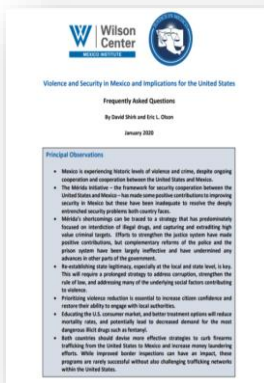 W Wilson
Center
MEXICO INSTITUTE
Violence and Security in Mexico and Implications for the United States
Frequently Asked Questions
By David Shirk and Eric L. Olson
January 2020
Principal Observations
• Mexico is experiencing historic levels of violence and crime, despite ongoing
cooperation and cooperation between the United States and Mexico.
• The Mérida Initiative – the framework for security cooperation between the
United States and Mexico – has made some positive contributions to improving
security in Mexico but these have been inadequate to resolve the deeply
entrenched security problems both country faces.
• Mérida's shortcomings can be traced to a strategy that has predominately
focused on interdiction of illegal drugs, and capturing and extraditing high
value criminal targets. Efforts to strengthen the justice system have made
positive contributions, but complementary reforms of the police and the
prison system have been largely ineffective and have undermined any
advances in other parts of the government.
• Re-establishing state legitimacy, especially at the local and state level, is key.
This will require a prolonged strategy to address corruption, strengthen the
rule of law, and addressing many of the underlying social factors contributing
to violence.
• Prioritizing violence reduction is essential to increase citizen confidence and
restore their ability to engage with local authorities.
• Educating the U.S. consumer market, and better treatment options will reduce
mortality rates, and potentially lead to decreased demand for the most
dangerous illicit drugs such as fentanyl.
• Both countries should devise more effective strategies to curb firearms
trafficking from the United States to Mexico and increase money laundering
efforts. While improved border inspections can have an impact, these
programs are rarely successful without also challenging trafficking networks
within the United States.